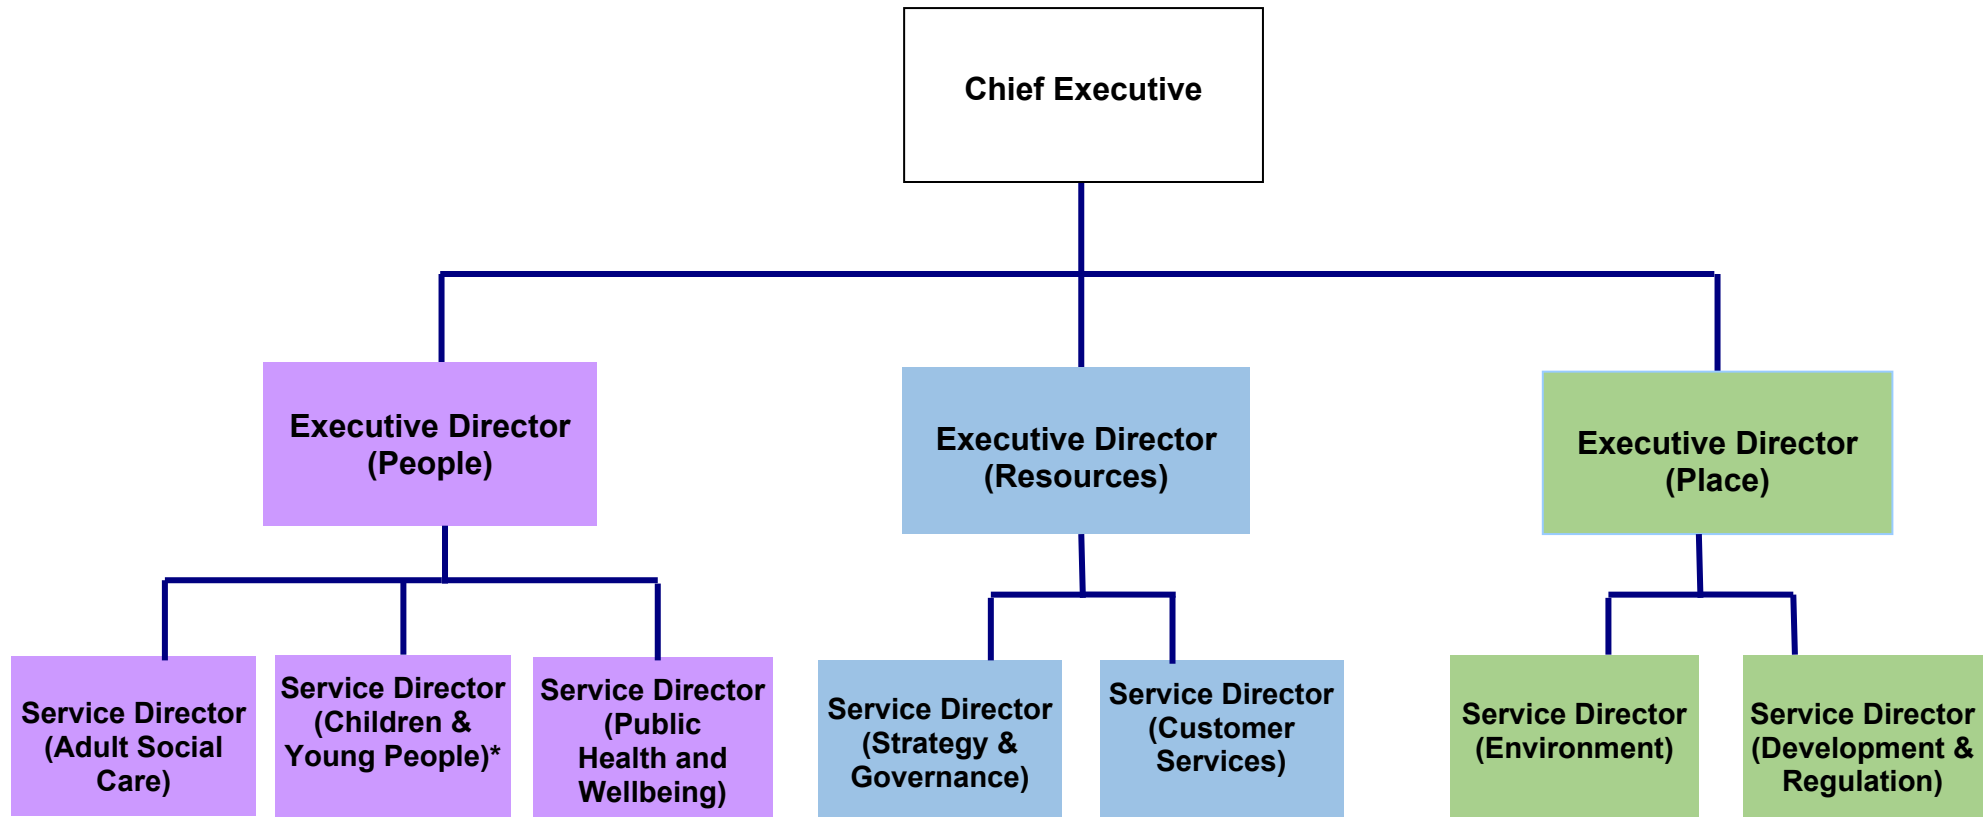 Chief Executive
Executive Director
(People)
Executive Director
(Resources)
Executive Director
(Place)
Service Director
(Adult Social
Care)
Service Director
(Children &
Young People)*
Service Director
(Public
Health and
Wellbeing)
Service Director
(Strategy &
Governance)
Service Director
(Customer
Services)
Service Director
(Environment)
Service Director
(Development &
Regulation)